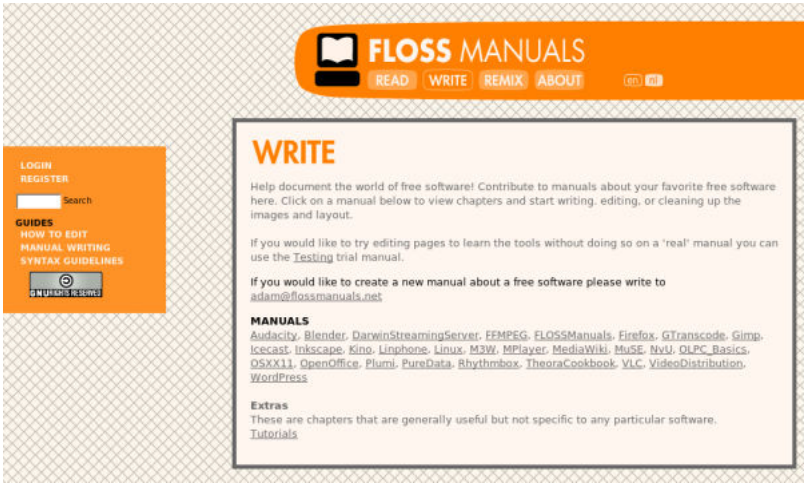 FLOSS MANUALS
READ WRITE REMIX ABOUT en nl
LOGIN
REGISTER
Search
GUIDES
HOW TO EDIT
MANUAL WRITING
SYNTAX GUIDELINES
GNU RIGHTS RESERVED
WRITE
Help document the world of free software! Contribute to manuals about your favorite free software
here. Click on a manual below to view chapters and start writing. editing, or cleaning up the
images and layout.
If you would like to try editing pages to learn the tools without doing so on a 'real' manual you can
use the Testing trial manual.
If you would like to create a new manual about a free software please write to
adam@flossmanuals.net
MANUALS
Audacity, Blender, DarwinStreamingServer, FFMPEG, FLOSSManuals, Firefox, GTranscode, Gimp,
Icecast, Inkscape, Kino, Linphone, Linux, M3W, MPlayer, MediaWiki, MuSE, NvU, OLPC_Basics,
OSXX11, OpenOffice, Plumi, PureData, Rhythmbox, TheoraCookbook, VLC, VideoDistribution,
WordPress
Extras
These are chapters that are generally useful but not specific to any particular software.
Tutorials